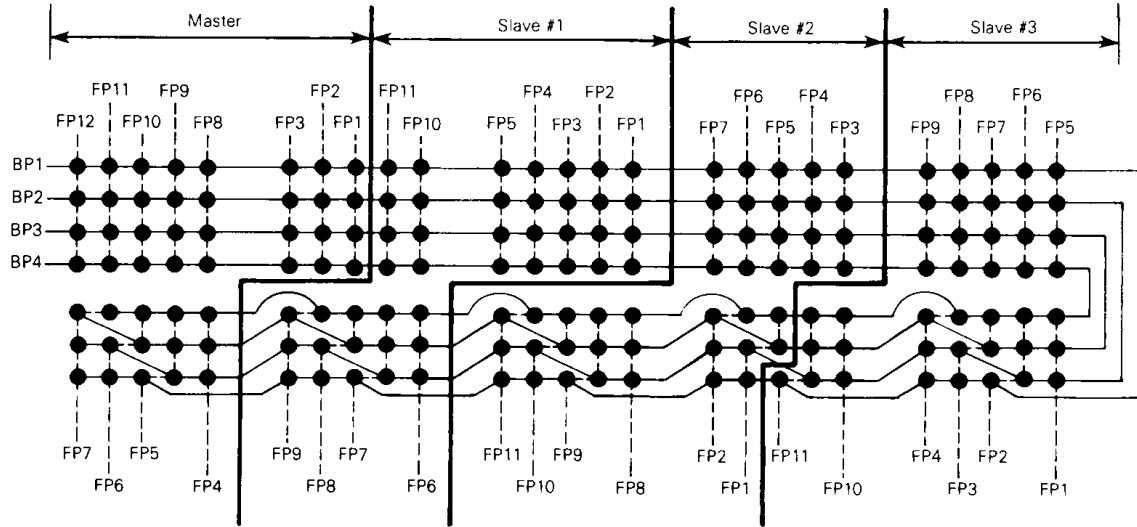 Master Slave #1 Slave #2 Slave #3
FP11 FP9 FP2 FP11 FP4 FP2 FP6 FP4 FP8 FP6
FP12 FP10 FP8 FP3 FP1 FP10 FP5 FP3 FP1 FP7 FP5 FP3 FP9 FP7 FP5
BP1
BP2
BP3
BP4
FP7 FP5 FP9 FP7 FP11 FP9 FP2 FP11 FP4 FP2
FP6 FP4 FP8 FP6 FP10 FP8 FP1 FP10 FP3 FP1